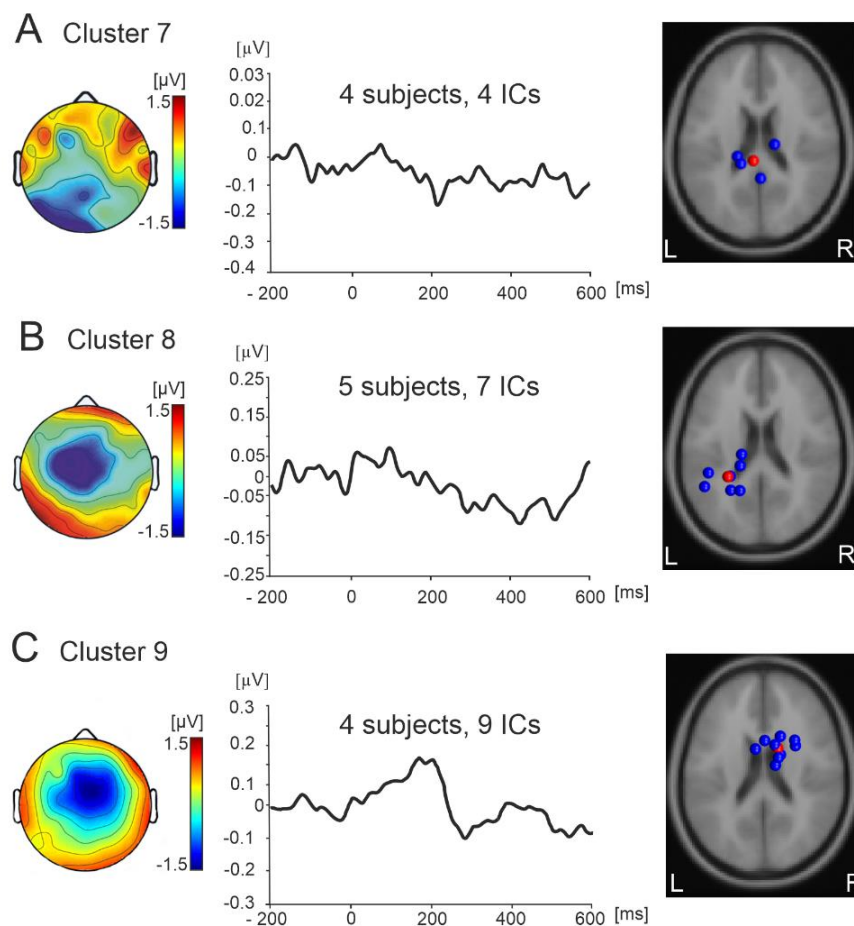 A Cluster 7
[µV]
1.5
-1.5
[µV]
4 subjects, 4 ICs
0.03
0.03
0.1
0
-0.1
-0.2
-0.3
-0.4
- 200 0 200 400 600 [ms]
L R
B Cluster 8
[µV]
1.5
-1.5
[µV]
5 subjects, 7 ICs
0.25
0.15
0.05
0
-0.05
-0.15
-0.25
- 200 0 200 400 600 [ms]
L R
C Cluster 9
[µV]
1.5
-1.5
[µV]
4 subjects, 9 ICs
0.3
0.2
0.1
0
-0.1
-0.2
-0.3
- 200 0 200 400 600 [ms]
L